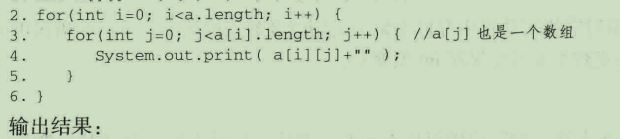 2. for(int i=0; i<a.length; i++) {
3. for(int j=0; j<a[i].length; j++) { //a[j] 也是一个数组
4. System.out.print( a[i][j]+"" );
5. }
6. }
输出结果：